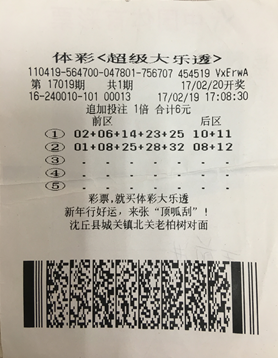 体彩<超级大乐透>
110419-564700-047801-756707 454519 VxErwA
第 17019期 共1期 17/02/20开奖
16-240010-101 00013 17/02/19 17:08:30
追加投注 1倍 合计6元
前区 后区
① 02+06+14+23+25 10+11
② 01+08+25+28+32 08+12
③
④
⑤
彩票,就买体彩大乐透
新年行好运，来张“顶呱刮”!
沈丘县城关镇北关老柏树对面